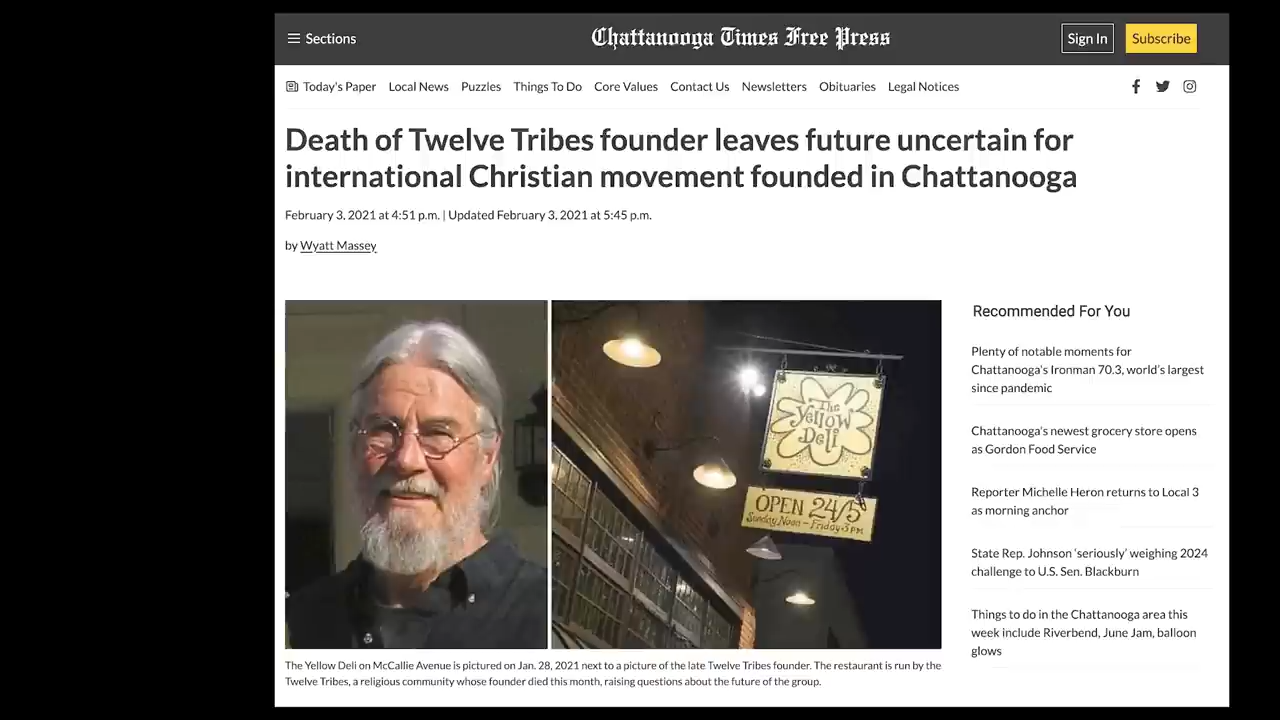 Sections
Chattanooga Times Free Press
Sign In
Subscribe
Today's Paper Local News Puzzles Things To Do Core Values Contact Us Newsletters Obituaries Legal Notices
Death of Twelve Tribes founder leaves future uncertain for
international Christian movement founded in Chattanooga
February 3, 2021 at 4:51 p.m. | Updated February 3, 2021 at 5:45 p.m.
by Wyatt Massey
The
Yellow
Deli
OPEN 24/5
Sunday Noon - Friday 3 PM
The Yellow Deli on McCallie Avenue is pictured on Jan. 28, 2021 next to a picture of the late Twelve Tribes founder. The restaurant is run by the
Twelve Tribes, a religious community whose founder died this month, raising questions about the future of the group.
Recommended For You
Plenty of notable moments for
Chattanooga's Ironman 70.3, world's largest
since pandemic
Chattanooga's newest grocery store opens
as Gordon Food Service
Reporter Michelle Heron returns to Local 3
as morning anchor
State Rep. Johnson 'seriously' weighing 2024
challenge to U.S. Sen. Blackburn
Things to do in the Chattanooga area this
week include Riverbend, June Jam, balloon
glows